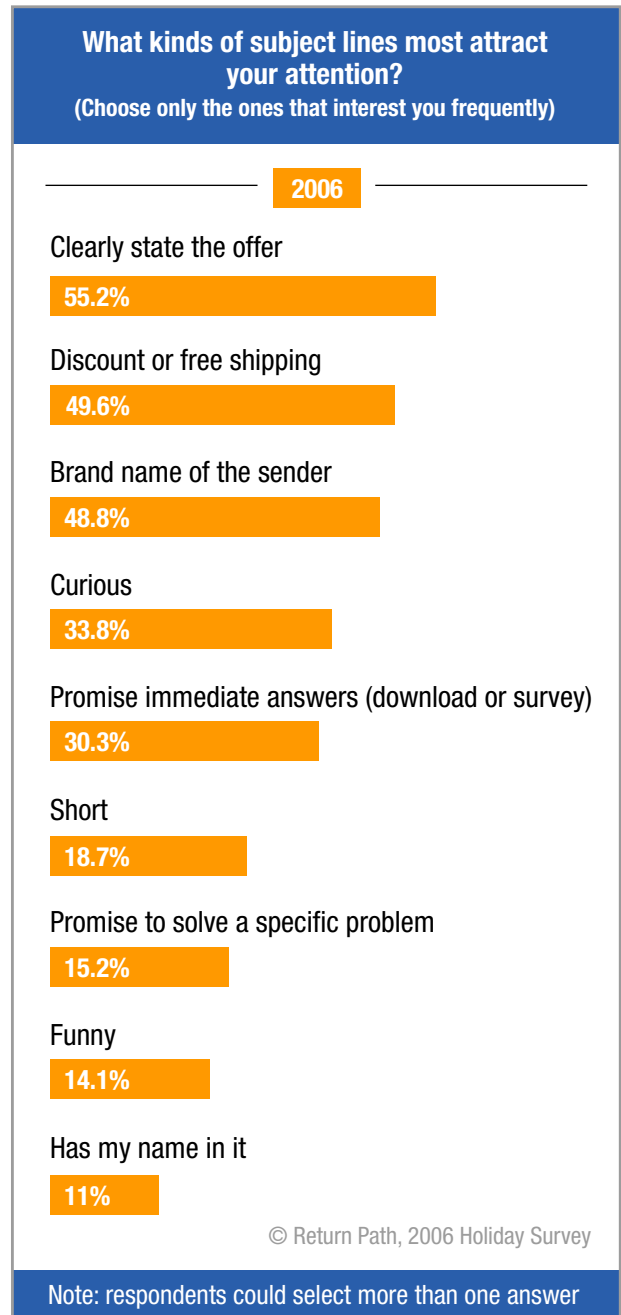 What kinds of subject lines most attract
your attention?
(Choose only the ones that interest you frequently)
2006
Clearly state the offer
55.2%
Discount or free shipping
49.6%
Brand name of the sender
48.8%
Curious
33.8%
Promise immediate answers (download or survey)
30.3%
Short
18.7%
Promise to solve a specific problem
15.2%
Funny
14.1%
Has my name in it
11%
© Return Path, 2006 Holiday Survey
Note: respondents could select more than one answer